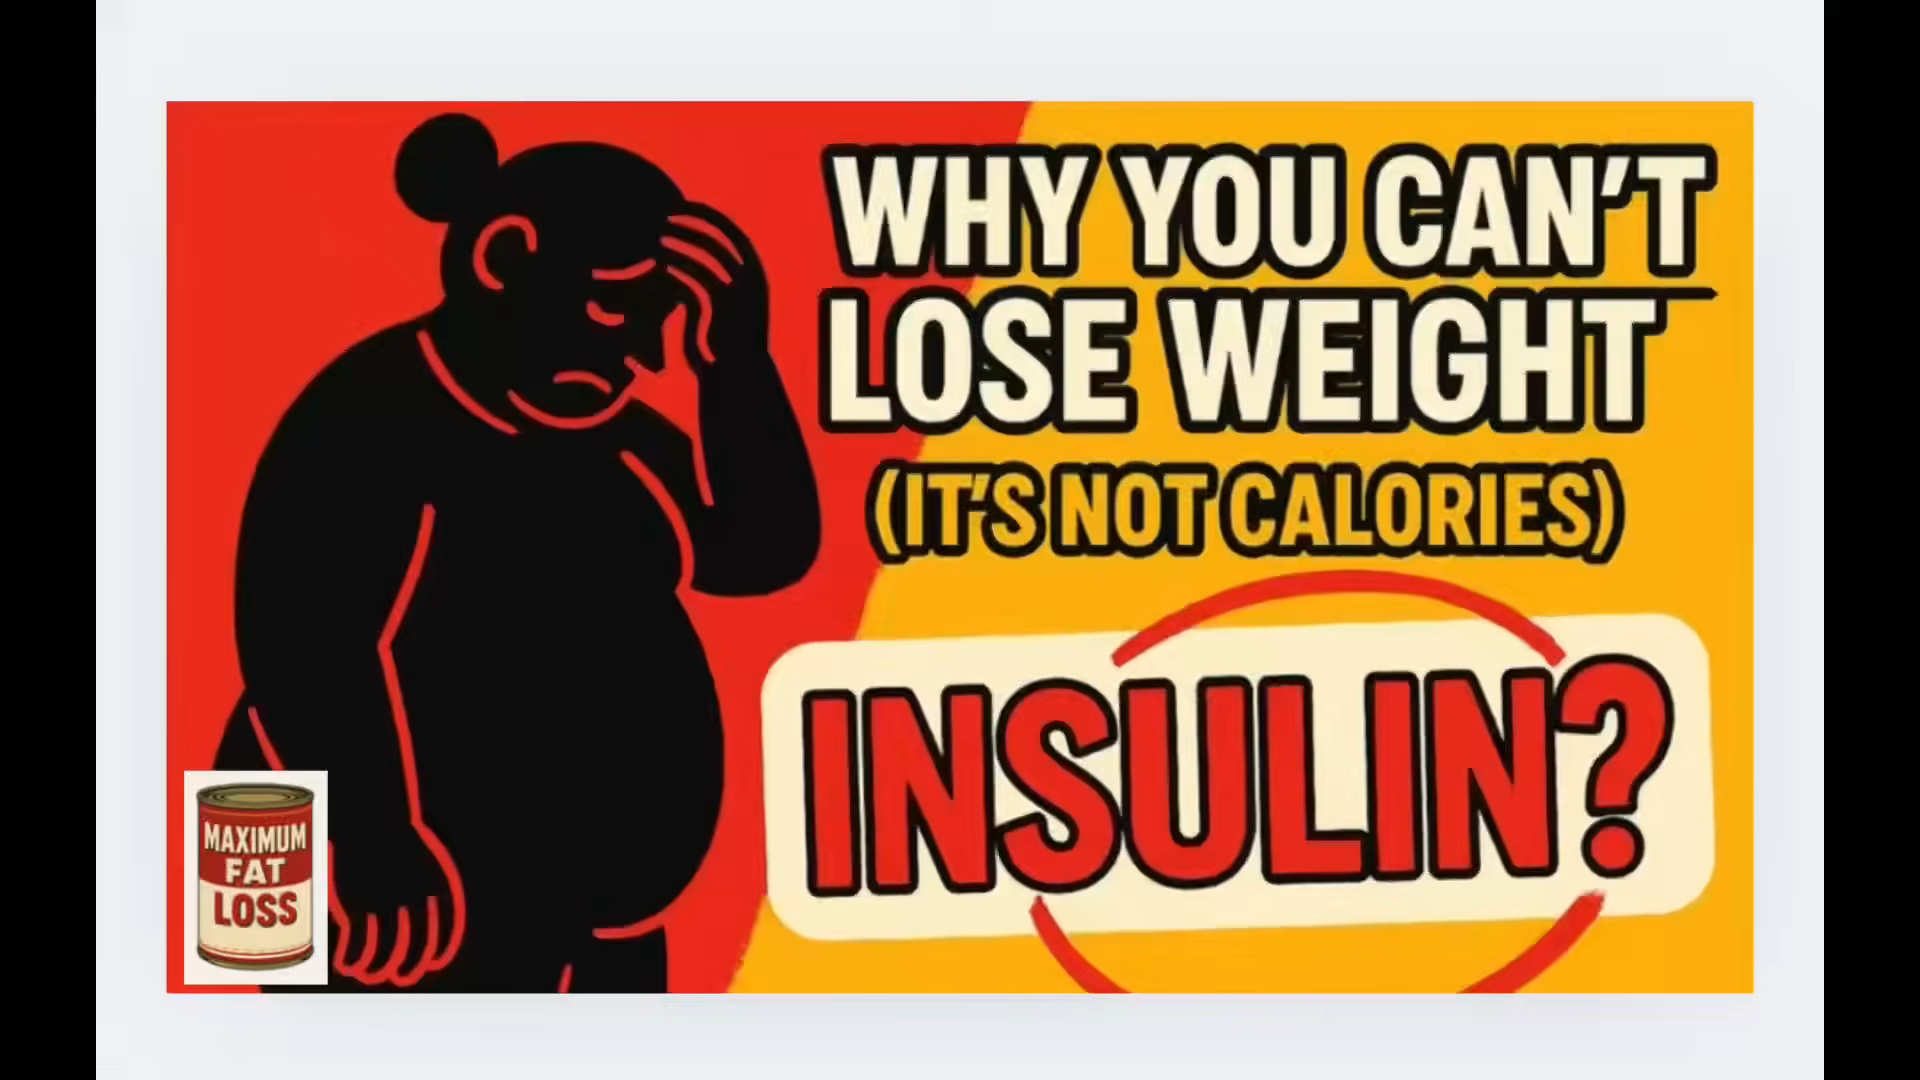 WHY YOU CAN'T
LOSE WEIGHT
(IT'S NOT CALORIES)
INSULIN?
MAXIMUM
FAT
LOSS